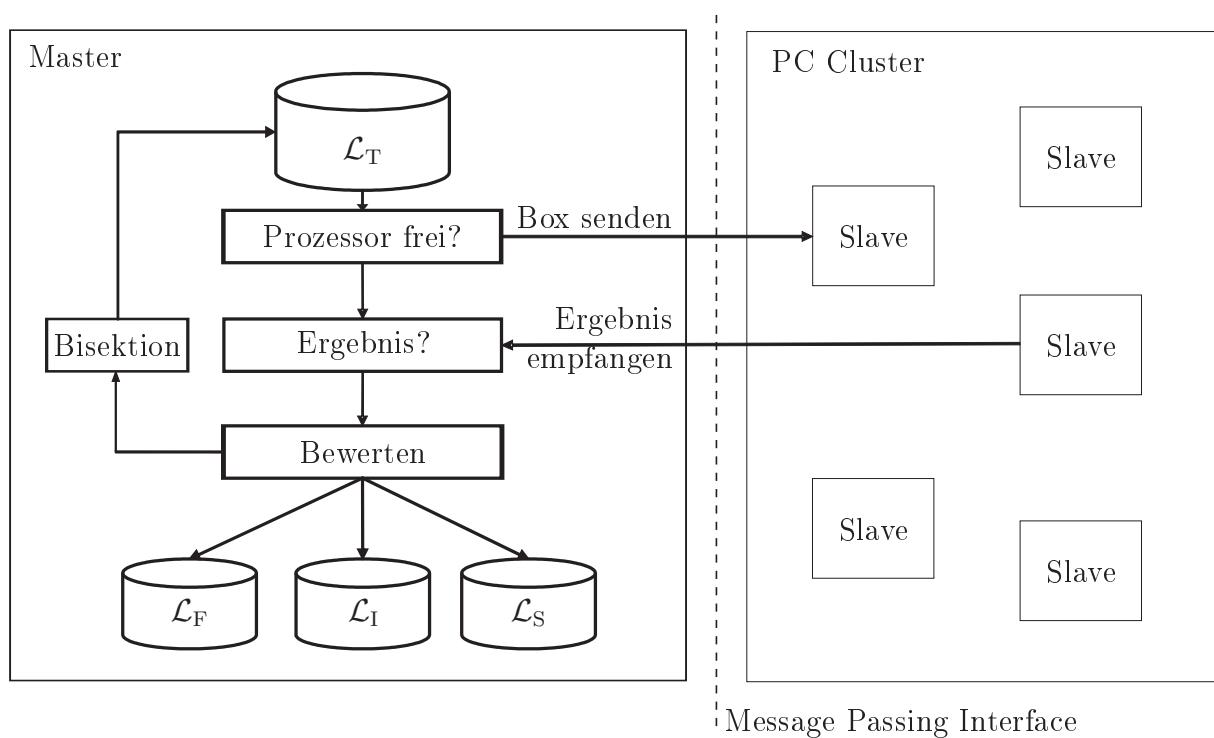 Master
PC Cluster
ℒ_T
Slave
Box senden
Prozessor frei?
Slave
Ergebnis
empfangen
Bisektion
Ergebnis?
Slave
Bewerten
Slave
Slave
ℒ_F
ℒ_I
ℒ_S
Message Passing Interface